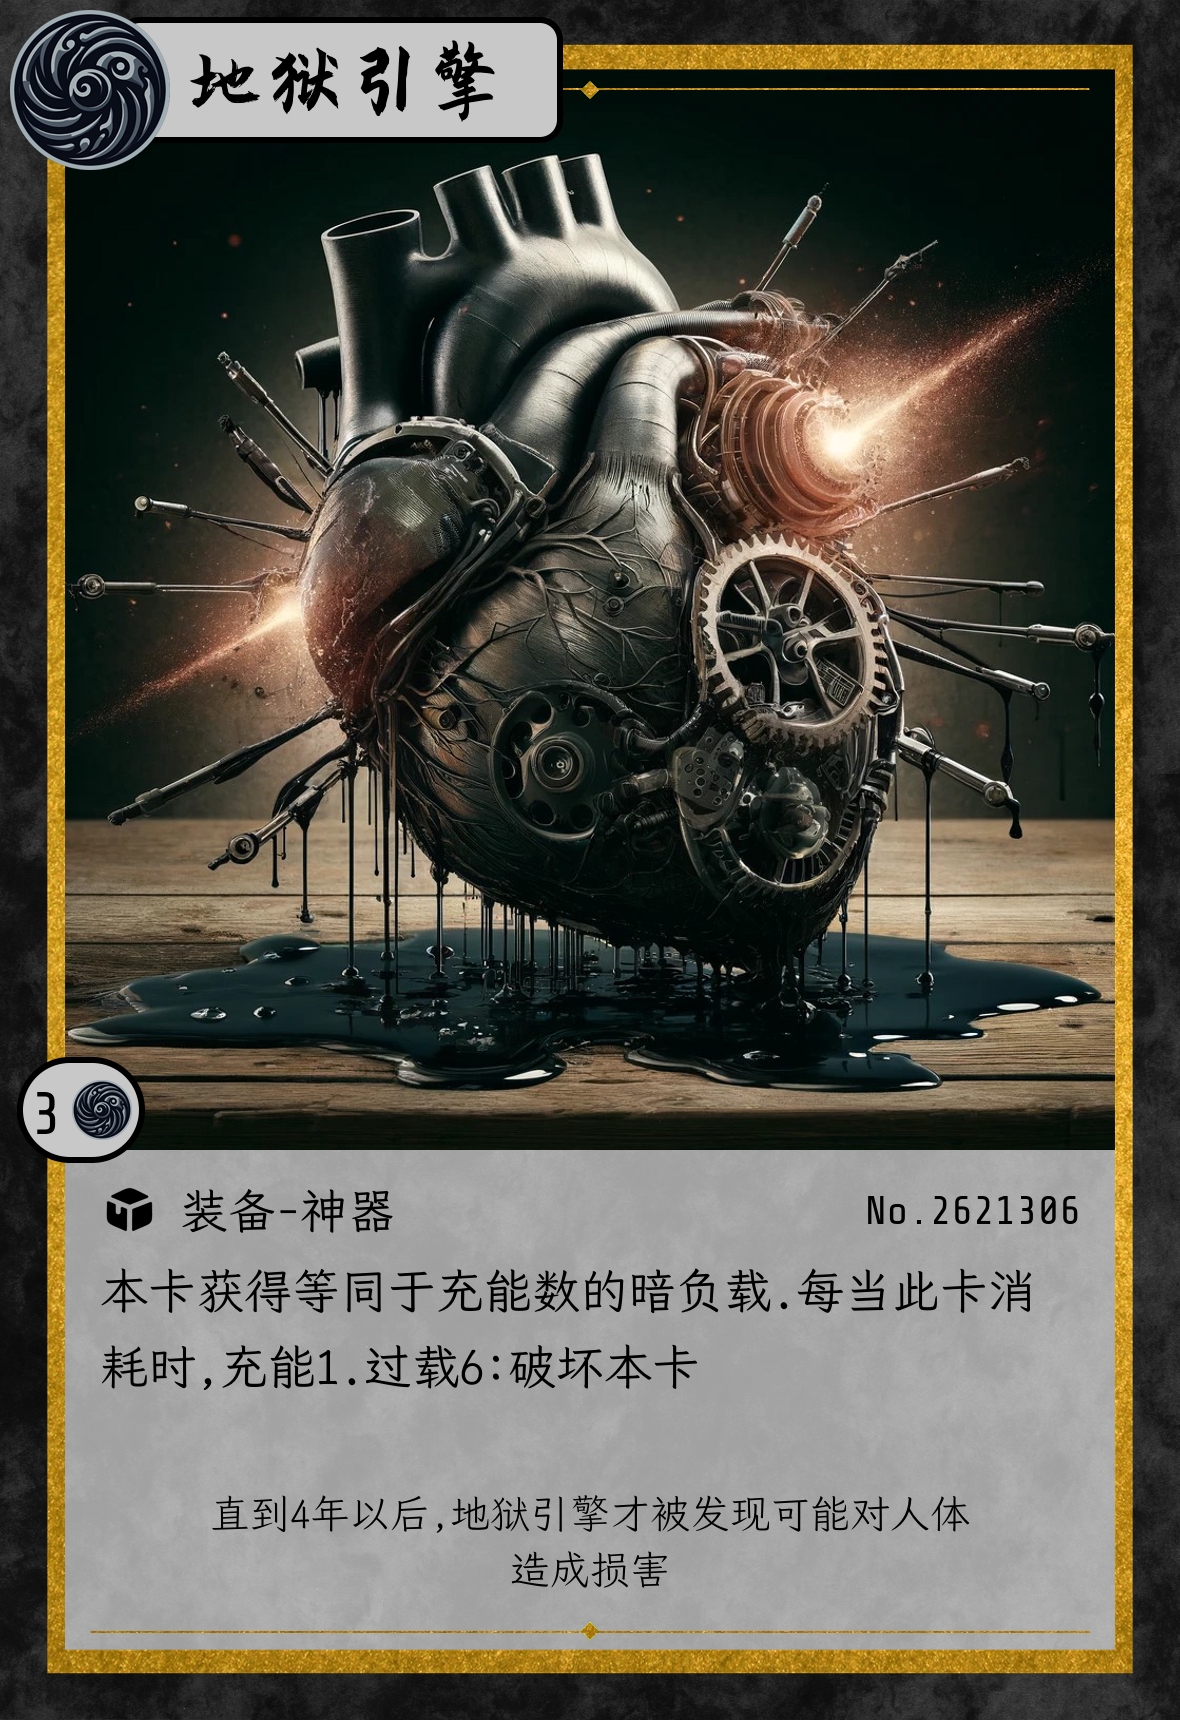 地狱引擎
3
装备-神器
No.2621306
本卡获得等同于充能数的暗负载.每当此卡消
耗时,充能1.过载6:破坏本卡
直到4年以后,地狱引擎才被发现可能对人体
造成损害